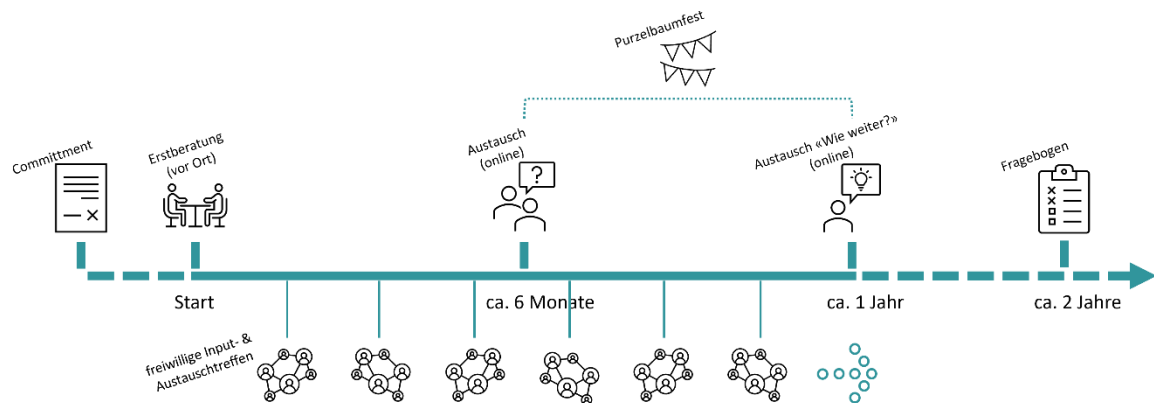 Purzelbaumfest
Committment
Erstberatung
(vor Ort)
Austausch
(online)
Austausch «Wie weiter?»
(online)
Fragebogen
Start
ca. 6 Monate
ca. 1 Jahr
ca. 2 Jahre
freiwillige Input- &
Austauschtreffen